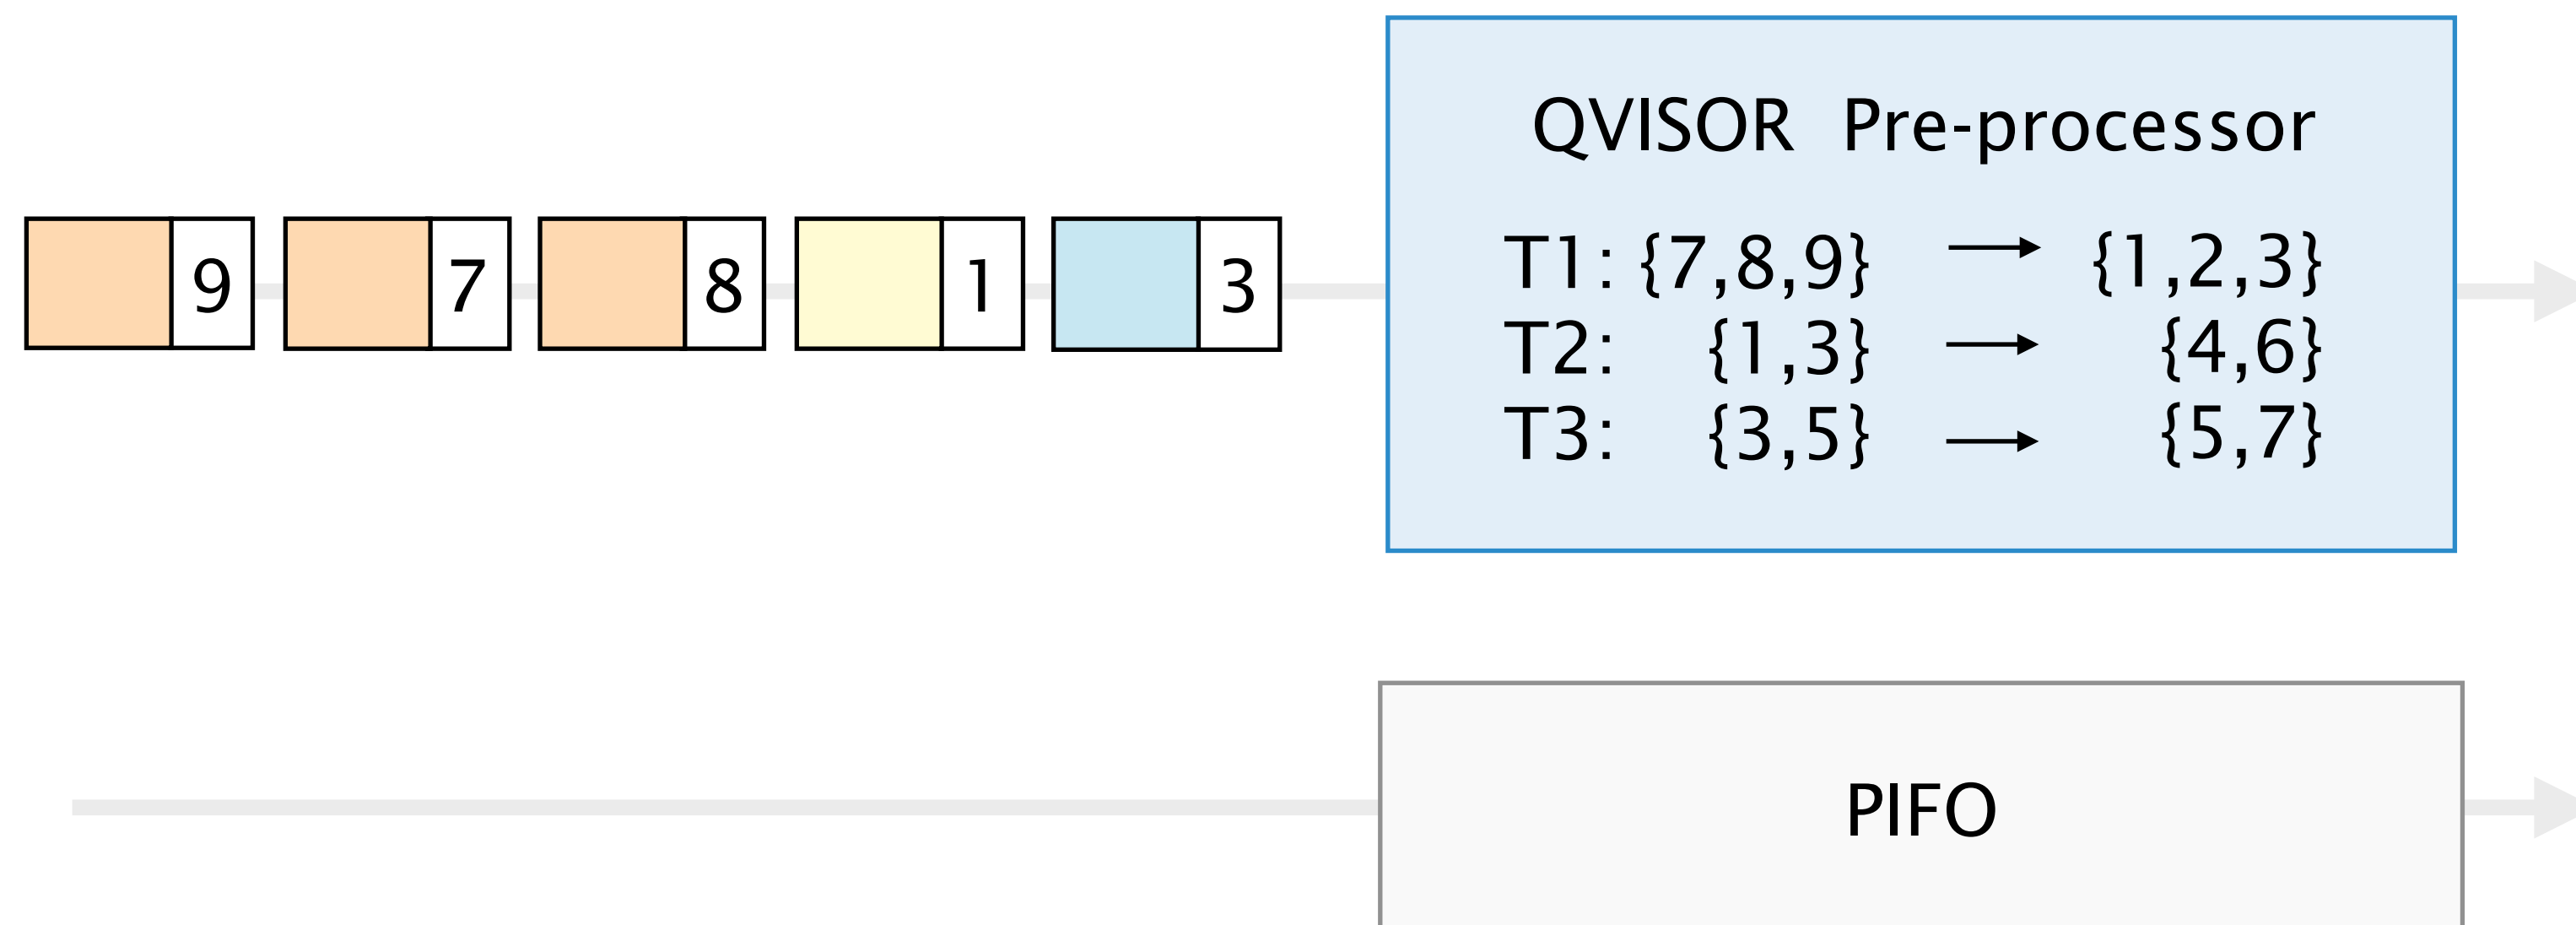 QVISOR Pre-processor
9 7 8 1 3
T1: {7,8,9} → {1,2,3}
T2: {1,3} → {4,6}
T3: {3,5} → {5,7}
PIFO